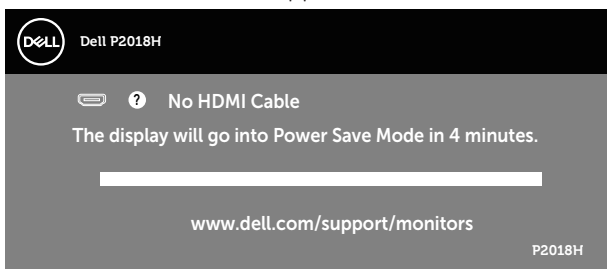 DELL
Dell P2018H
? No HDMI Cable
The display will go into Power Save Mode in 4 minutes.
www.dell.com/support/monitors
P2018H